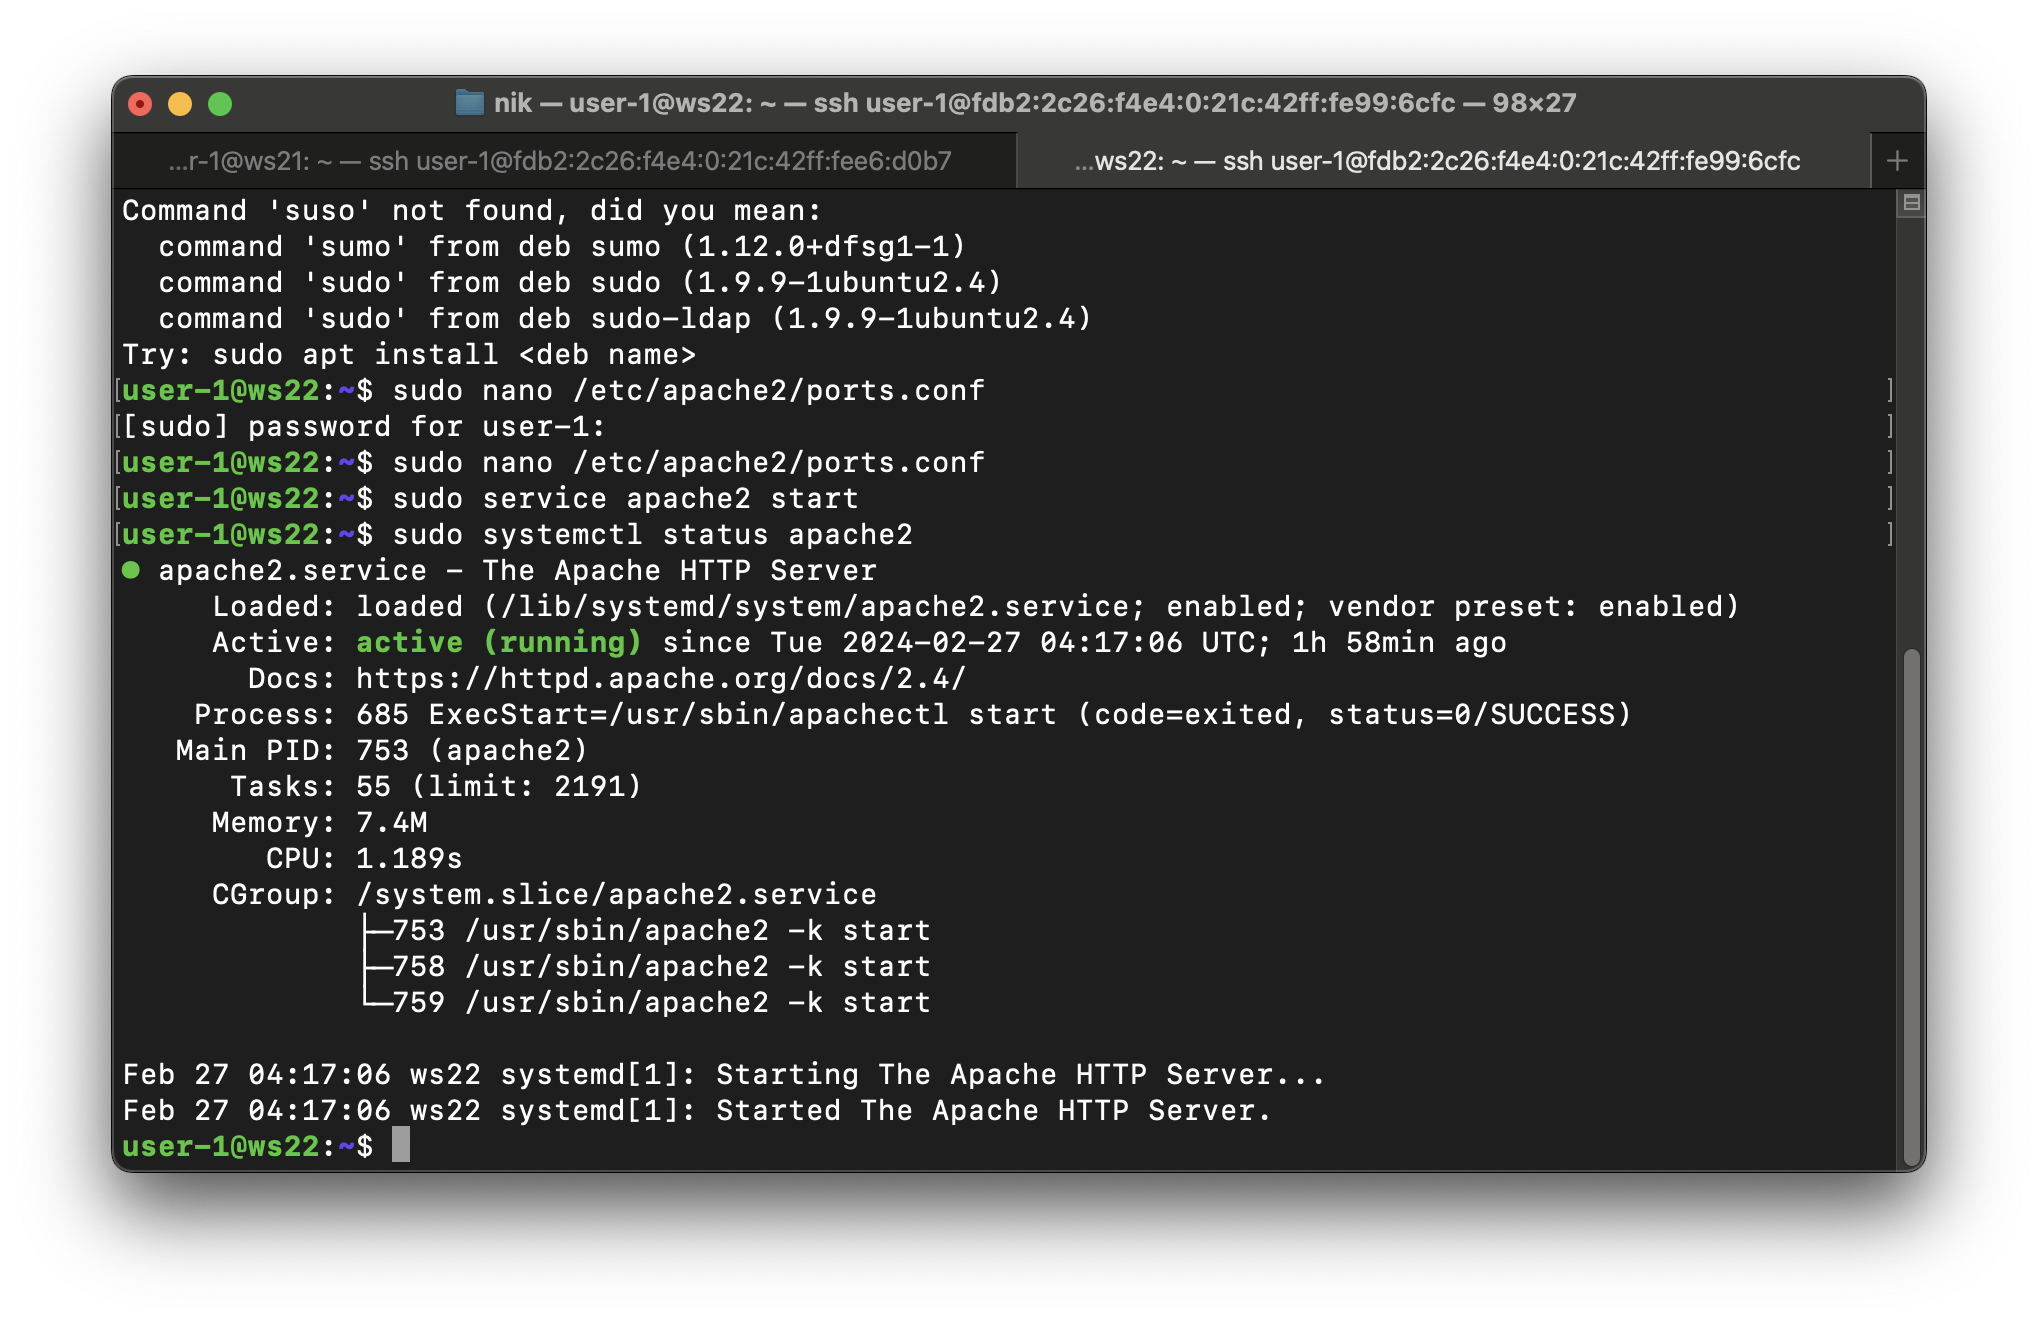 nik — user-1@ws22: ~ — ssh user-1@fdb2:2c26:f4e4:0:21c:42ff:fe99:6cfc — 98×27
...r-1@ws21: ~ — ssh user-1@fdb2:2c26:f4e4:0:21c:42ff:fee6:d0b7
...ws22: ~ — ssh user-1@fdb2:2c26:f4e4:0:21c:42ff:fe99:6cfc
+
Command 'suso' not found, did you mean:
  command 'sumo' from deb sumo (1.12.0+dfsg1-1)
  command 'sudo' from deb sudo (1.9.9-1ubuntu2.4)
  command 'sudo' from deb sudo-ldap (1.9.9-1ubuntu2.4)
Try: sudo apt install <deb name>
[user-1@ws22:~$ sudo nano /etc/apache2/ports.conf ]
[[sudo] password for user-1: ]
[user-1@ws22:~$ sudo nano /etc/apache2/ports.conf ]
[user-1@ws22:~$ sudo service apache2 start ]
[user-1@ws22:~$ sudo systemctl status apache2 ]
● apache2.service - The Apache HTTP Server
     Loaded: loaded (/lib/systemd/system/apache2.service; enabled; vendor preset: enabled)
     Active: active (running) since Tue 2024-02-27 04:17:06 UTC; 1h 58min ago
       Docs: https://httpd.apache.org/docs/2.4/
    Process: 685 ExecStart=/usr/sbin/apachectl start (code=exited, status=0/SUCCESS)
   Main PID: 753 (apache2)
      Tasks: 55 (limit: 2191)
     Memory: 7.4M
        CPU: 1.189s
     CGroup: /system.slice/apache2.service
             ├─753 /usr/sbin/apache2 -k start
             ├─758 /usr/sbin/apache2 -k start
             └─759 /usr/sbin/apache2 -k start

Feb 27 04:17:06 ws22 systemd[1]: Starting The Apache HTTP Server...
Feb 27 04:17:06 ws22 systemd[1]: Started The Apache HTTP Server.
user-1@ws22:~$